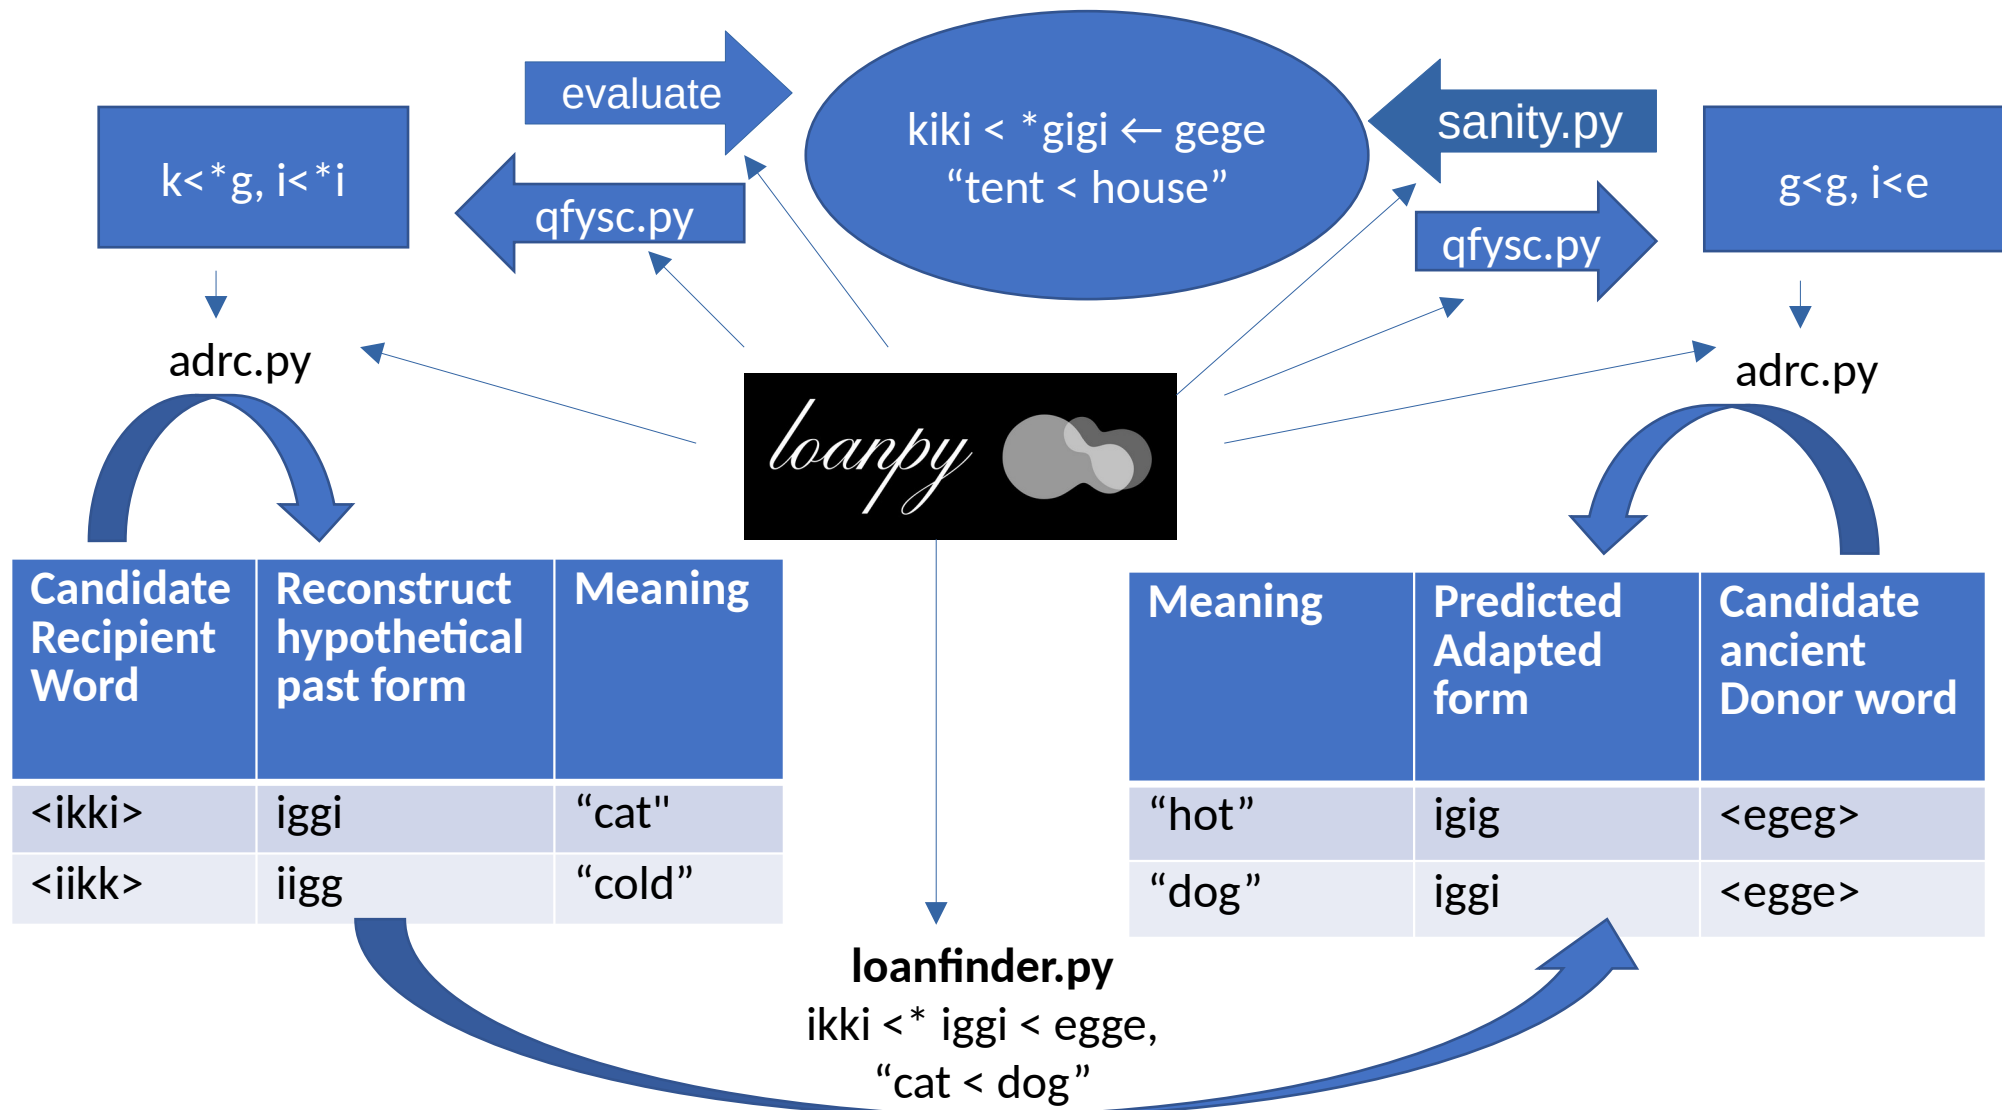 evaluate
kiki < *gigi ← gege
“tent < house”
sanity.py
k<*g, i<*i
qfysc.py
qfysc.py
g<g, i<e
adrc.py
adrc.py
loanpy
Candidate
Recipient
Word
Reconstruct
hypothetical
past form
Meaning
<ikki>
iggi
“cat"
<iikk>
iigg
“cold”
Meaning
Predicted
Adapted
form
Candidate
ancient
Donor word
“hot”
igig
<egeg>
“dog”
iggi
<egge>
loanfinder.py
ikki <* iggi < egge,
“cat < dog”